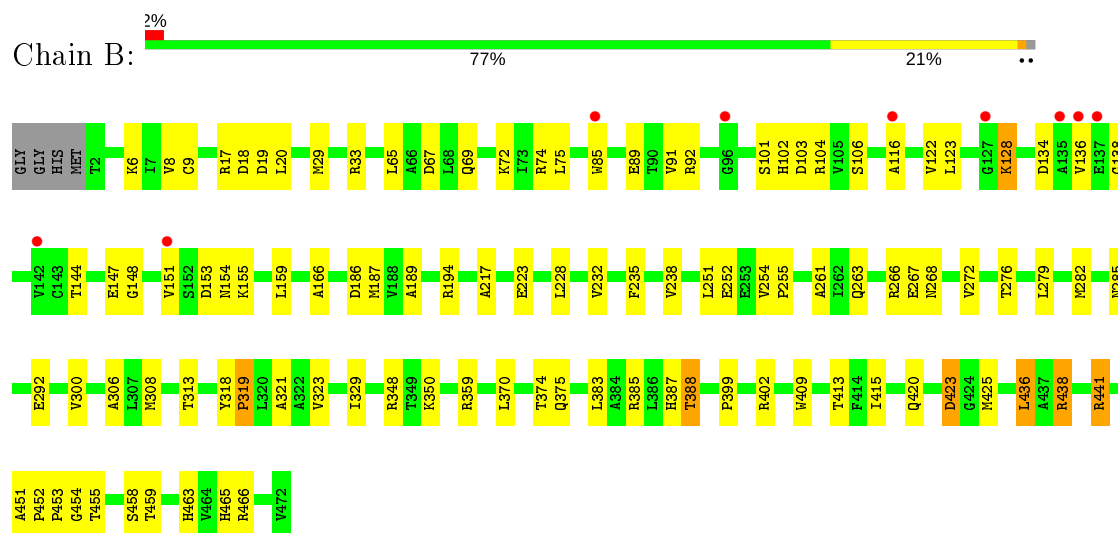 2%
Chain B:
77% 21% ••
GLY GLY HIS MET T2 K6 I7 V8 C9 R17 D18 D19 L20 M29 R33 L65 A66 D67 L68 Q69 K72 I73 R74 L75 W85 E89 T90 V91 R92 G96 S101 H102 D103 R104 V105 S106 A116 V122 L123 G127 K128 D134 A135 V136 E137
V142 C143 T144 E147 G148 V151 S152 D153 N154 K155 L159 A166 D186 M187 V188 A189 R194 A217 E223 L228 V232 F235 V238 L251 E252 E253 V254 P255 A261 I262 Q263 R266 E267 N268 V272 T276 L279 M282 N285
E292 V300 A306 L307 M308 T313 Y318 P319 L320 A321 A322 V323 I329 R348 T349 K350 R359 L370 T374 Q375 L383 A384 R385 L386 H387 T388 P399 R402 W409 T413 F414 I415 Q420 D423 G424 M425 L436 A437 R438 R441
A451 P452 P453 G454 T455 S458 T459 H463 V464 H465 R466 V472